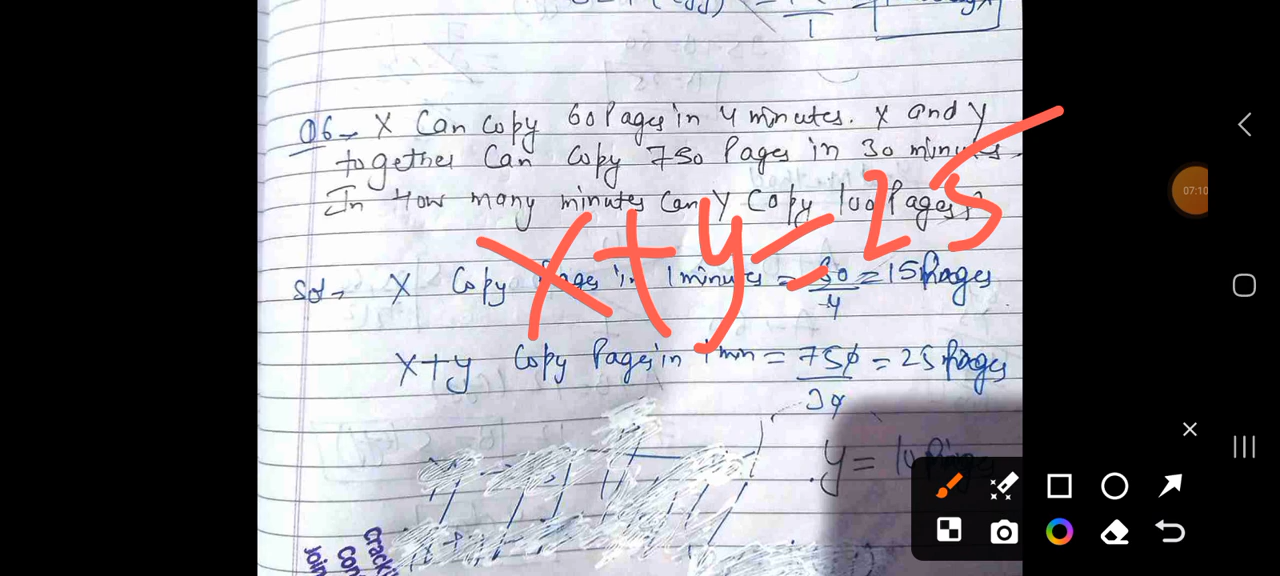 Q6- X Can Copy 60 Pages in 4 minutes. X and Y
together Can Copy 750 Pages in 30 minutes.
In How many minutes Can Y Copy 100 Pages?
x+y=25
Sol X Copy Pages in 1 minutes = 60/4 = 15 Pages
X+y Copy Pages in 1 min = 750/30 = 25 Pages
y = 10 Pages
07:10